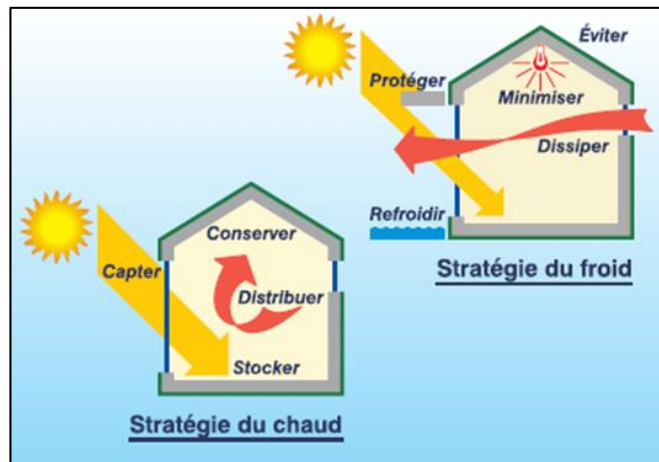 Éviter
Protéger
Minimiser
Dissiper
Refroidir
Stratégie du froid
Conserver
Capter
Distribuer
Stocker
Stratégie du chaud